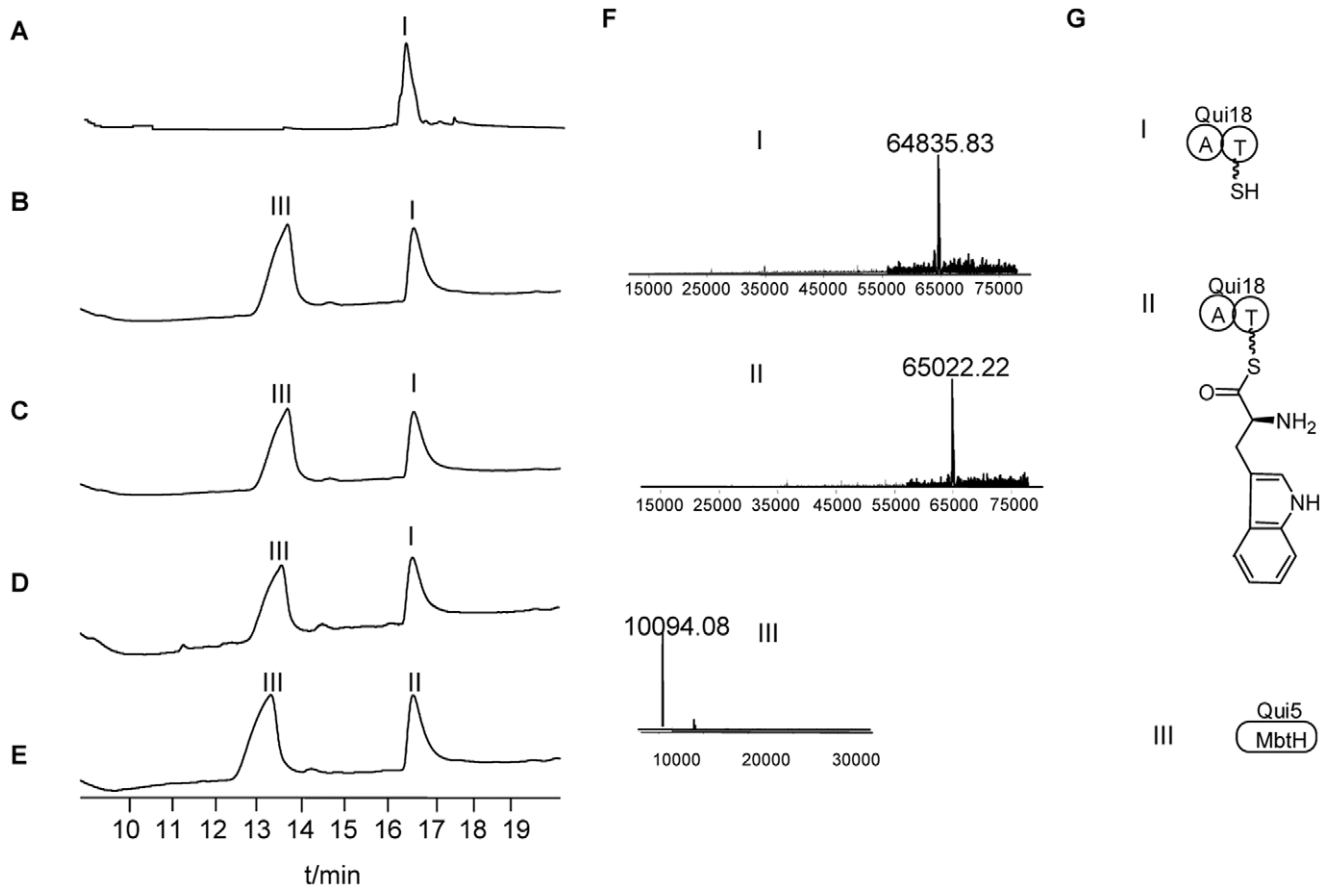 A
I
B
III
I
C
III
I
D
III
I
E
III
II
10 11 12 13 14 15 16 17 18 19
t/min
F
I
64835.83
15000 25000 35000 45000 55000 65000 75000
II
65022.22
15000 25000 35000 45000 55000 65000 75000
10094.08
III
10000 20000 30000
G
I
Qui18
A T
SH
II
Qui18
A T
S
O
NH2
NH
III
Qui5
MbtH